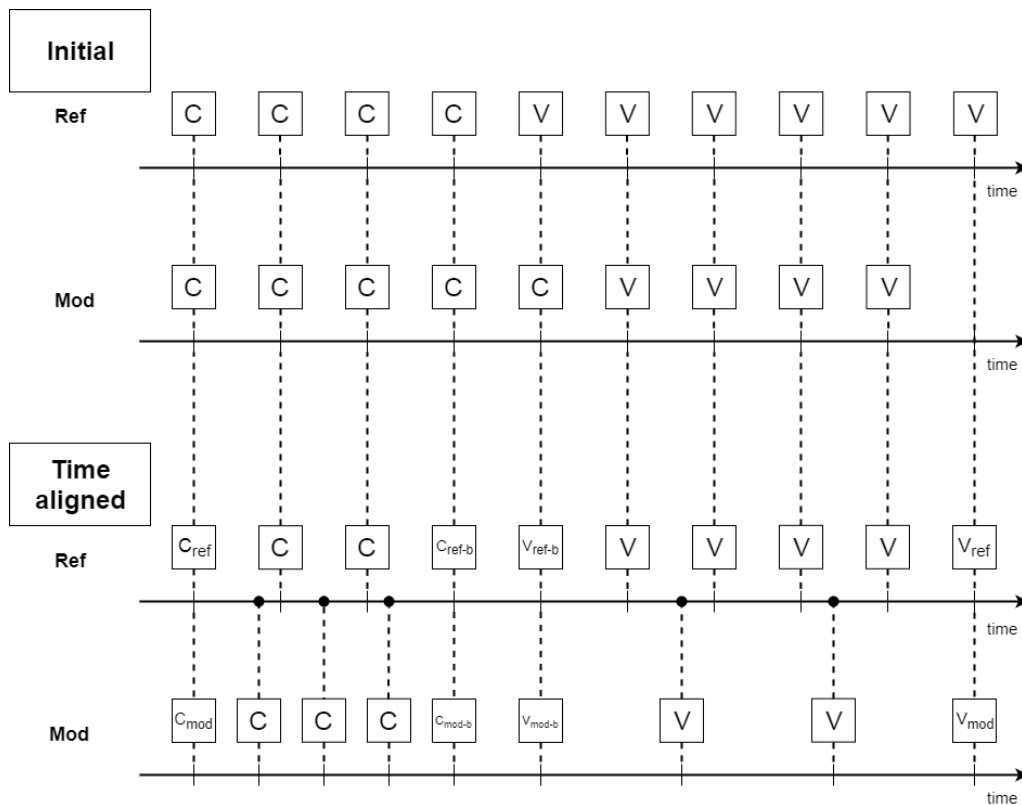 Initial
Ref
C C C C V V V V V V
time
Mod
C C C C C V V V V
time
Time
aligned
Ref
Cref C C Cref-b Vref-b V V V V Vref
time
Mod
Cmod C C C Cmod-b Vmod-b V V Vmod
time